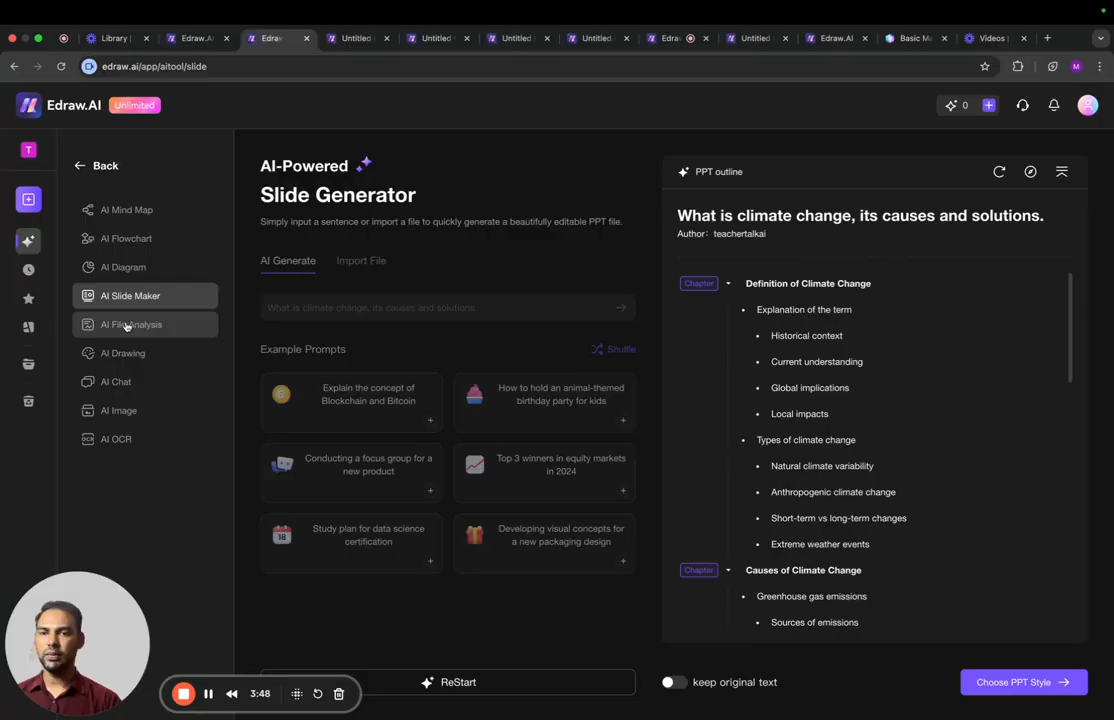 Library |
Edraw.A
Edra
Untitled
Untitled
Untitled
Untitled
Edra
Untitled
Edraw.AI
Basic M
Videos |
edraw.ai/app/aitool/slide
M
Edraw.AI
Unlimited
0
T
Back
AI Mind Map
AI Flowchart
AI Diagram
AI Slide Maker
AI File Analysis
AI Drawing
AI Chat
AI Image
OCR
AI OCR
AI-Powered
Slide Generator
Simply input a sentence or import a file to quickly generate a beautifully editable PPT file.
AI Generate
Import File
What is climate change, its causes and solutions.
Example Prompts
Shuffle
Explain the concept of
Blockchain and Bitcoin
How to hold an animal-themed
birthday party for kids
Conducting a focus group for a
new product
Top 3 winners in equity markets
in 2024
18
Study plan for data science
certification
Developing visual concepts for
a new packaging design
ReStart
PPT outline
What is climate change, its causes and solutions.
Author： teachertalkai
Chapter
Definition of Climate Change
Explanation of the term
Historical context
Current understanding
Global implications
Local impacts
Types of climate change
Natural climate variability
Anthropogenic climate change
Short-term vs long-term changes
Extreme weather events
Chapter
Causes of Climate Change
Greenhouse gas emissions
Sources of emissions
keep original text
Choose PPT Style
3:48